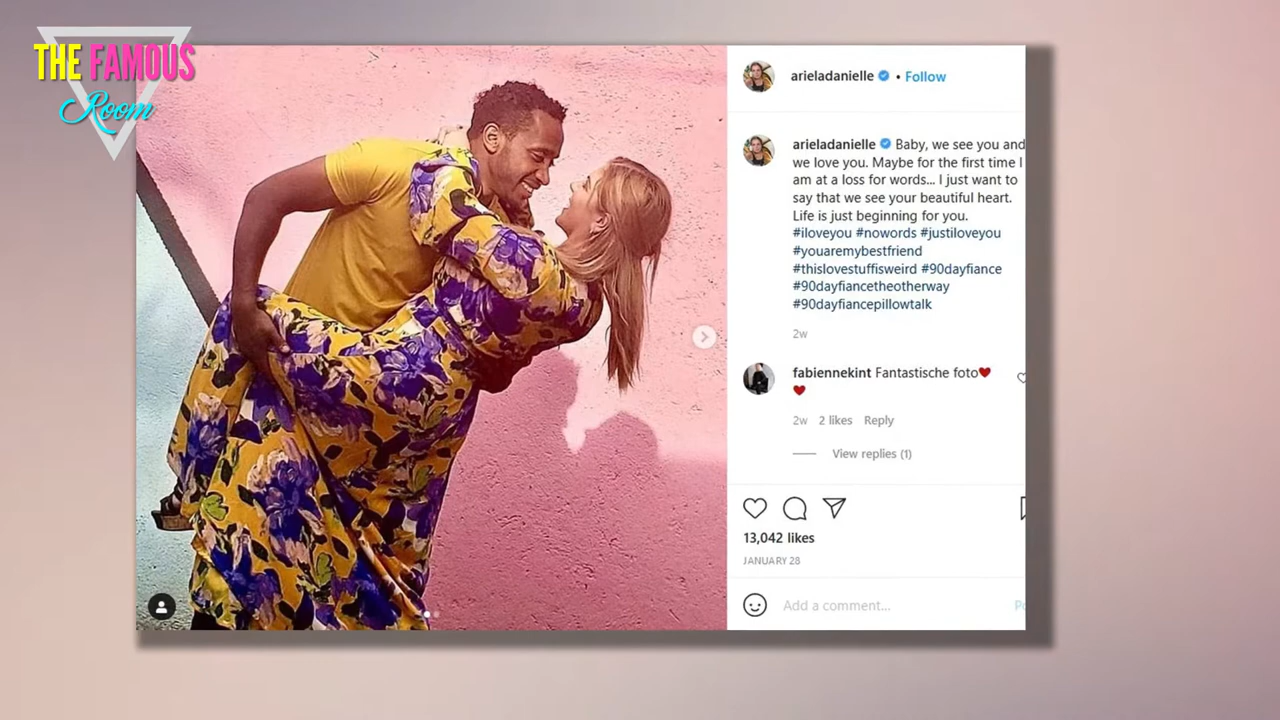 THE FAMOUS
Room
arieladanielle • Follow
arieladanielle Baby, we see you and
we love you. Maybe for the first time I
am at a loss for words... I just want to
say that we see your beautiful heart.
Life is just beginning for you.
#iloveyou #nowords #justiloveyou
#youaremybestfriend
#thislovestuffisweird #90dayfiance
#90dayfiancetheotherway
#90dayfiancepillowtalk
2w
fabiennekint Fantastische foto❤
❤
2w 2 likes Reply
View replies (1)
13,042 likes
JANUARY 28
Add a comment...